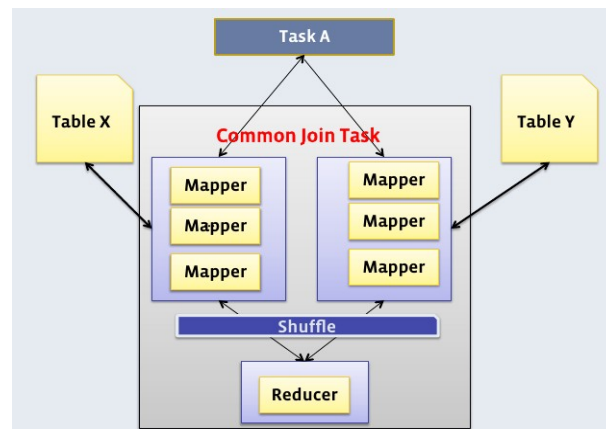 Task A
Table X
Table Y
Common Join Task
Mapper
Mapper
Mapper
Mapper
Mapper
Mapper
Shuffle
Reducer